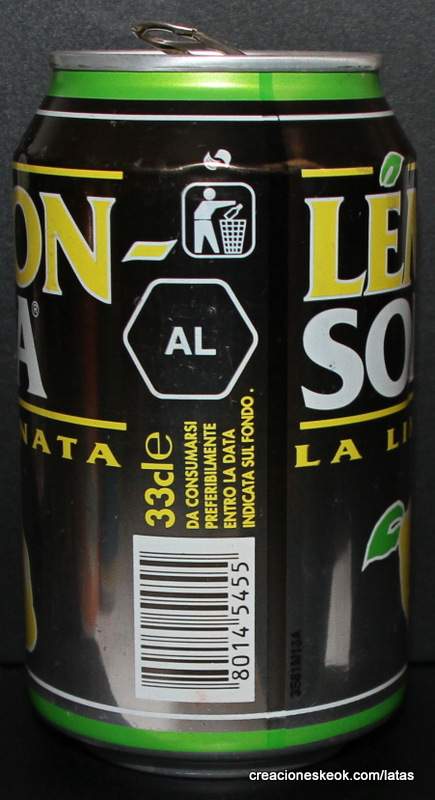 ON-
LÉ
A®
SO
NATA
LA LI
AL
33cl e
DA CONSUMARSI
PREFERIBILMENTE
ENTRO LA DATA
INDICATA SUL FONDO.
8014 5455
creacioneskeok.com/latas